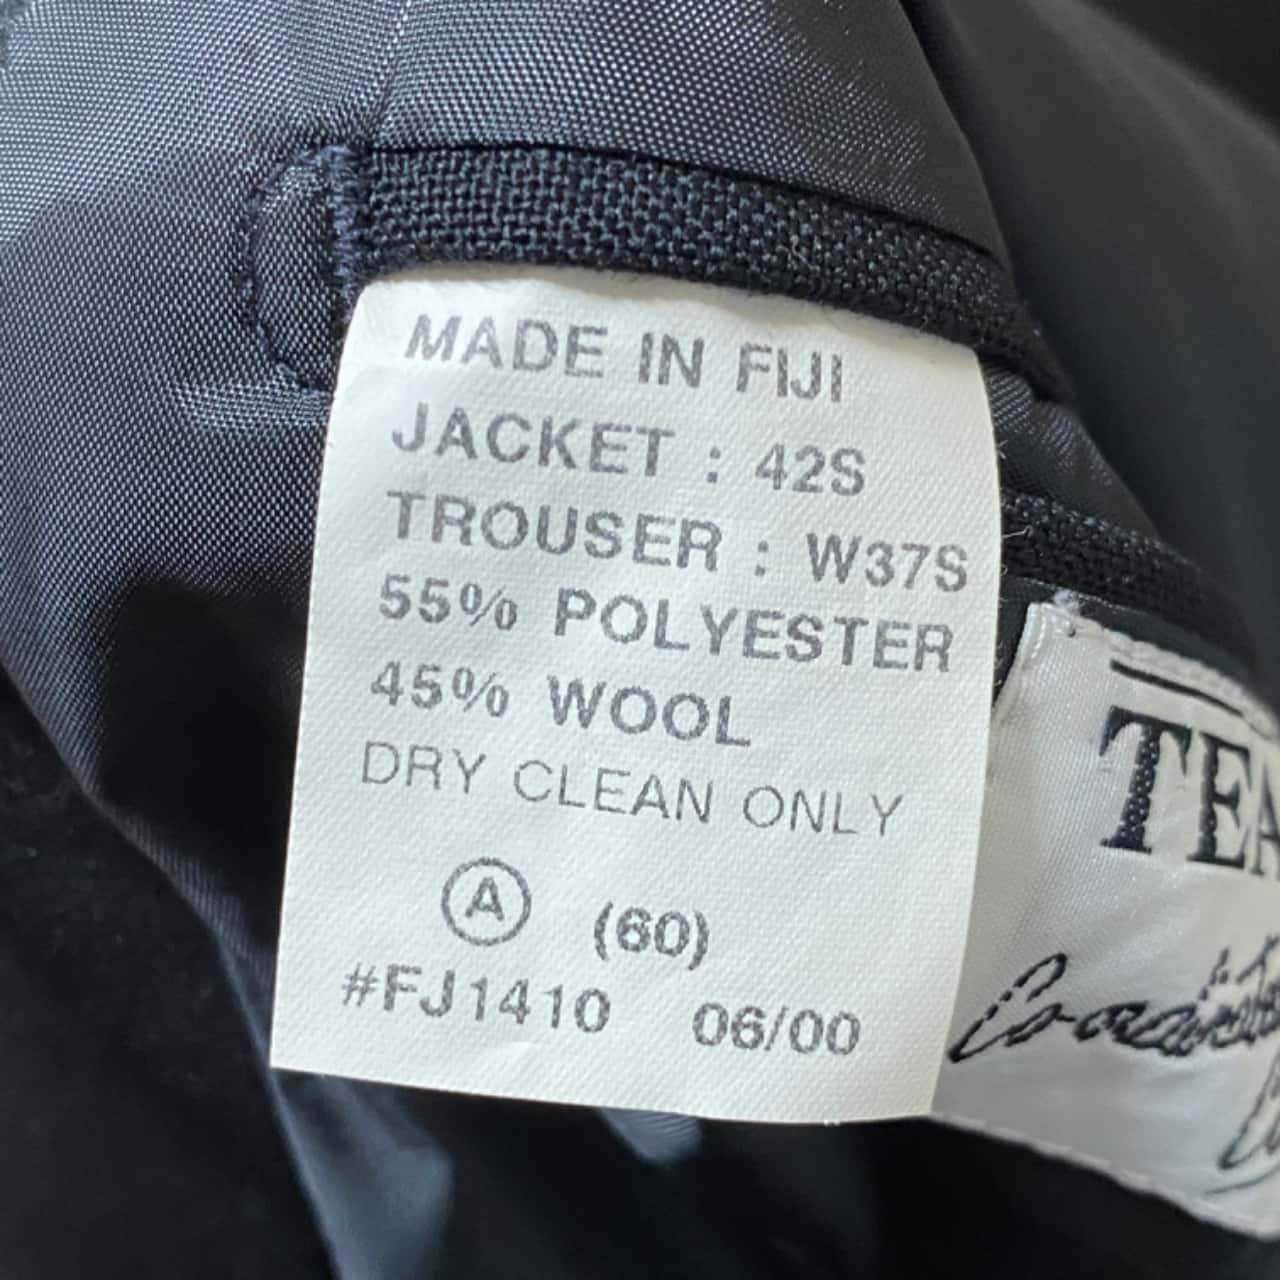 MADE IN FIJI
JACKET : 42S
TROUSER : W37S
55% POLYESTER
45% WOOL
DRY CLEAN ONLY
A (60)
#FJ1410 06/00
TEA